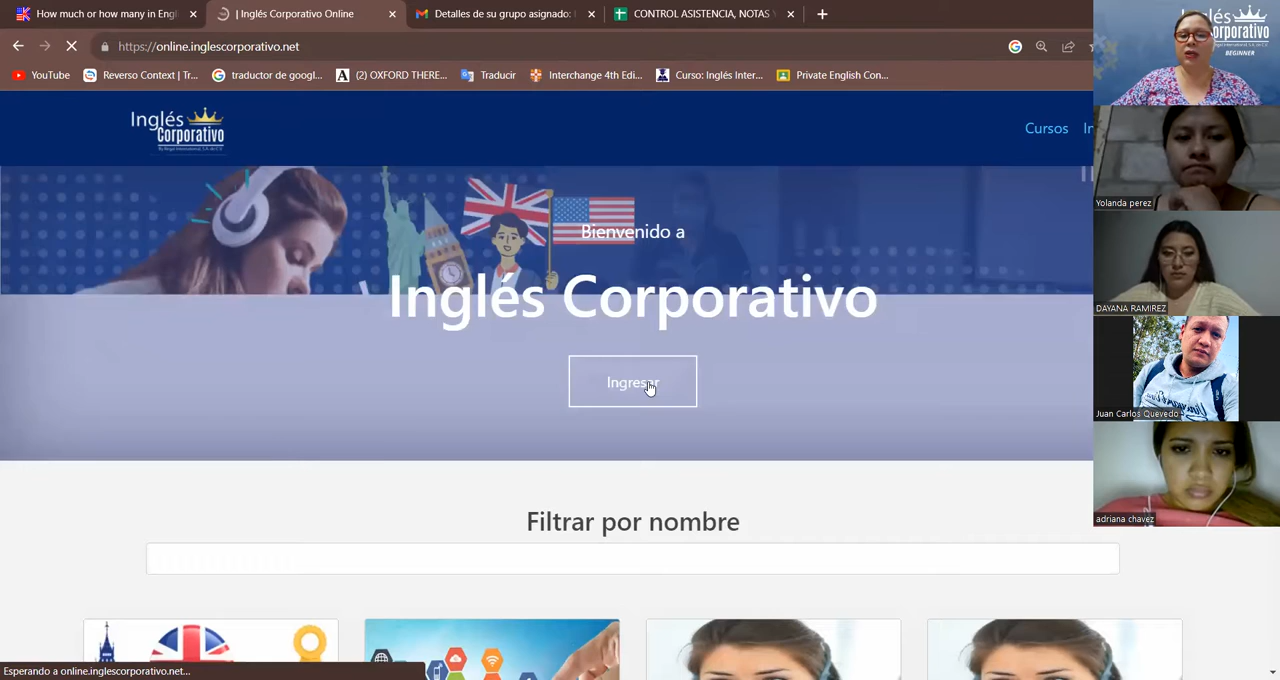 How much or how many in Engl
| Inglés Corporativo Online
Detalles de su grupo asignado:
CONTROL ASISTENCIA, NOTAS
https://online.inglescorporativo.net
YouTube
Reverso Context | Tr...
traductor de googl...
(2) OXFORD THERE...
Traducir
Interchange 4th Edi...
Curso: Inglés Inter...
Private English Con...
Inglés
Corporativo
Cursos
Bienvenido a
Inglés Corporativo
Ingresar
Filtrar por nombre
Esperando a online.inglescorporativo.net...
Inglés
Corporativo
BEGINNER
Yolanda perez
DAYANA RAMIREZ
Juan Carlos Quevedo
adriana chavez